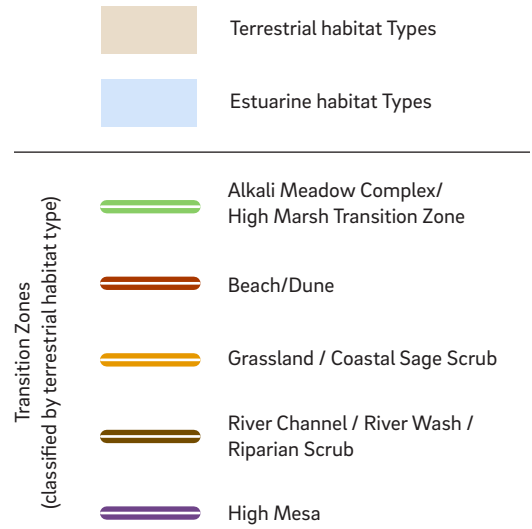 Terrestrial habitat Types
Estuarine habitat Types
Transition Zones
(classified by terrestrial habitat type)
Alkali Meadow Complex/
High Marsh Transition Zone
Beach/Dune
Grassland / Coastal Sage Scrub
River Channel / River Wash /
Riparian Scrub
High Mesa